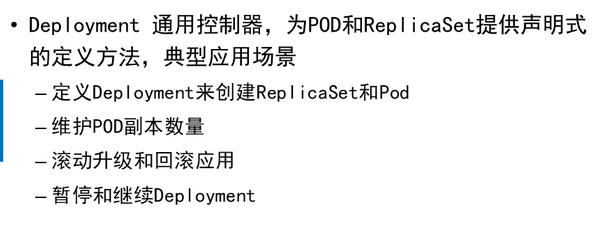 • Deployment 通用控制器，为POD和ReplicaSet提供声明式
的定义方法，典型应用场景
– 定义Deployment来创建ReplicaSet和Pod
– 维护POD副本数量
– 滚动升级和回滚应用
– 暂停和继续Deployment